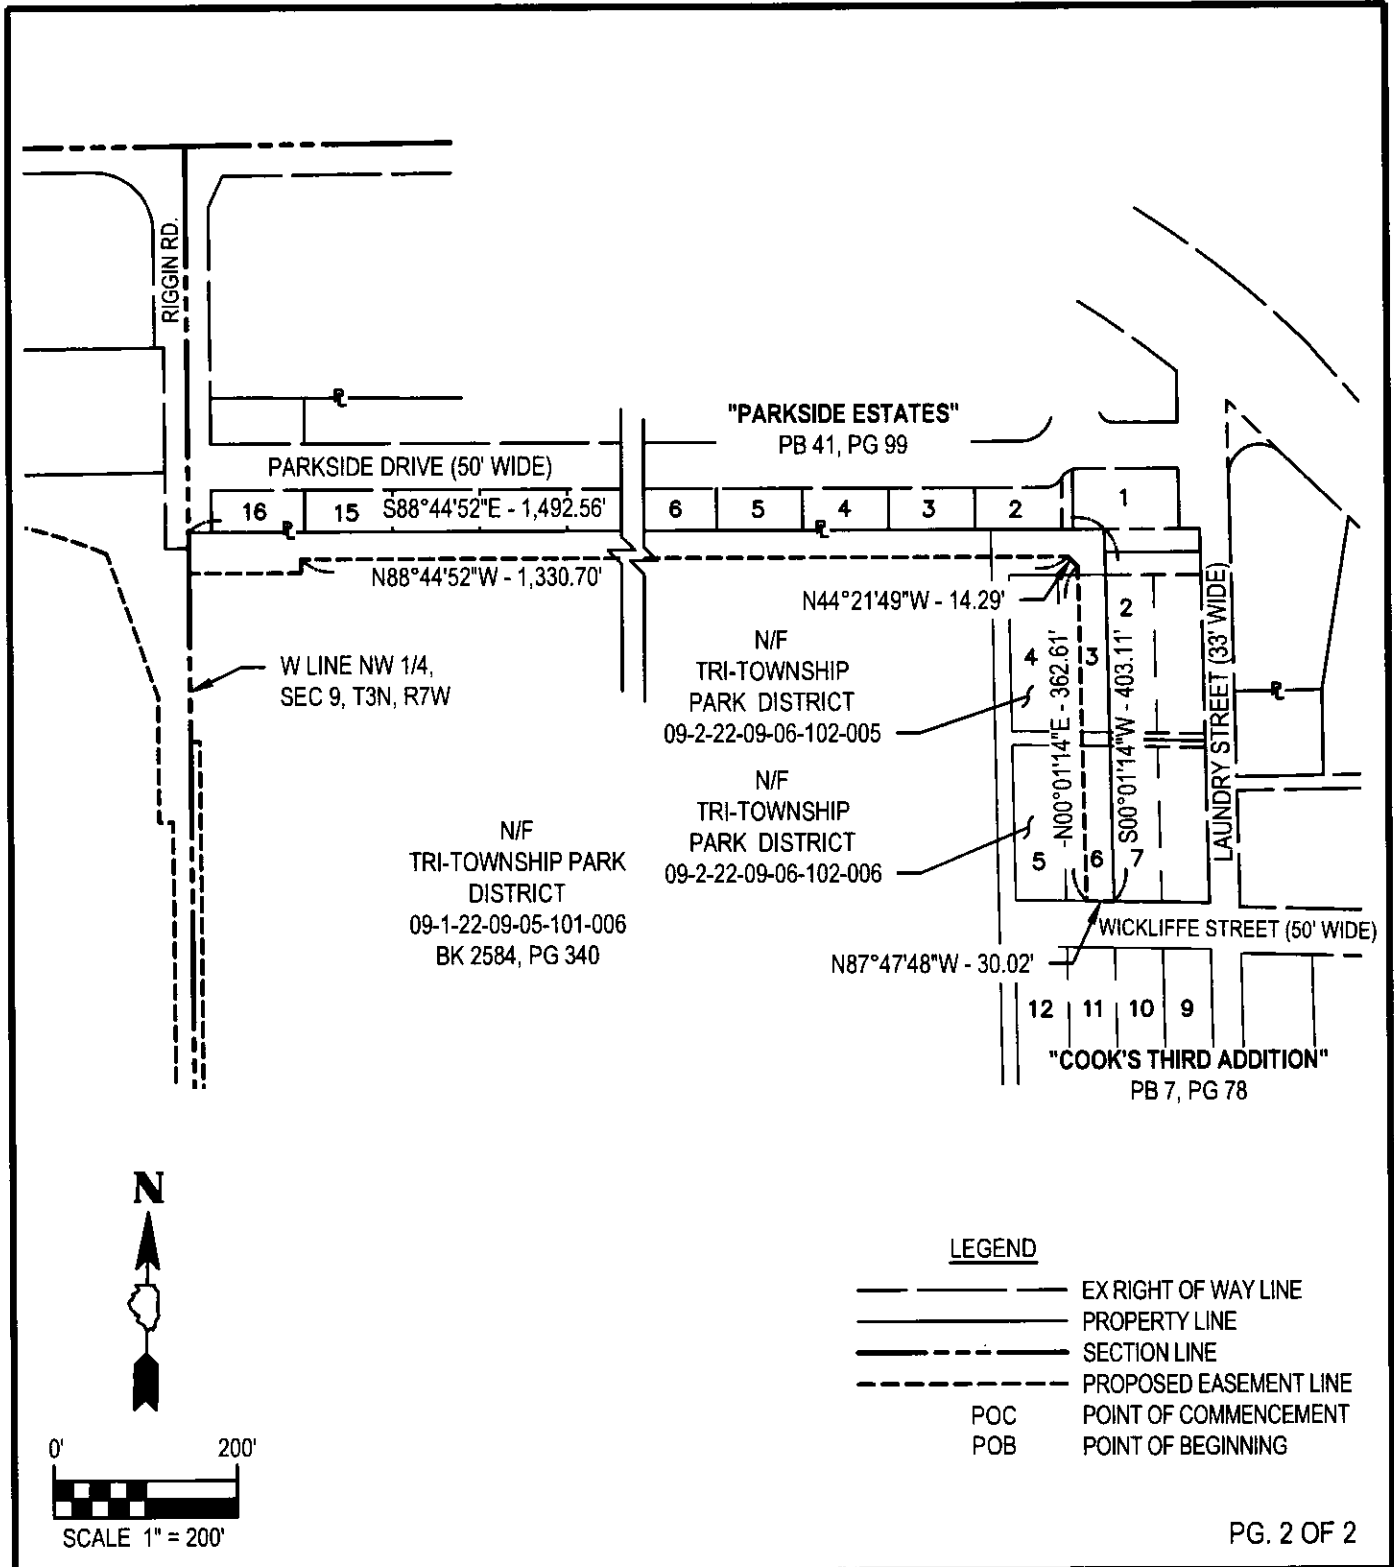 RIGGIN RD.
"PARKSIDE ESTATES"
PB 41, PG 99
PARKSIDE DRIVE (50' WIDE)
16
15
S88°44'52"E - 1,492.56'
6
5
4
3
2
1
N88°44'52"W - 1,330.70'
N44°21'49"W - 14.29'
W LINE NW 1/4,
SEC 9, T3N, R7W
N/F
TRI-TOWNSHIP
PARK DISTRICT
09-2-22-09-06-102-005
N/F
TRI-TOWNSHIP
PARK DISTRICT
09-2-22-09-06-102-006
N/F
TRI-TOWNSHIP PARK
DISTRICT
09-1-22-09-05-101-006
BK 2584, PG 340
4
3
2
N00°01'14"E - 362.61'
S00°01'14"W - 403.11'
LAUNDRY STREET (33' WIDE)
5
6
7
WICKLIFFE STREET (50' WIDE)
N87°47'48"W - 30.02'
12
11
10
9
"COOK'S THIRD ADDITION"
PB 7, PG 78
N
LEGEND
EX RIGHT OF WAY LINE
PROPERTY LINE
SECTION LINE
PROPOSED EASEMENT LINE
POC POINT OF COMMENCEMENT
POB POINT OF BEGINNING
0' 200'
SCALE 1" = 200'
PG. 2 OF 2